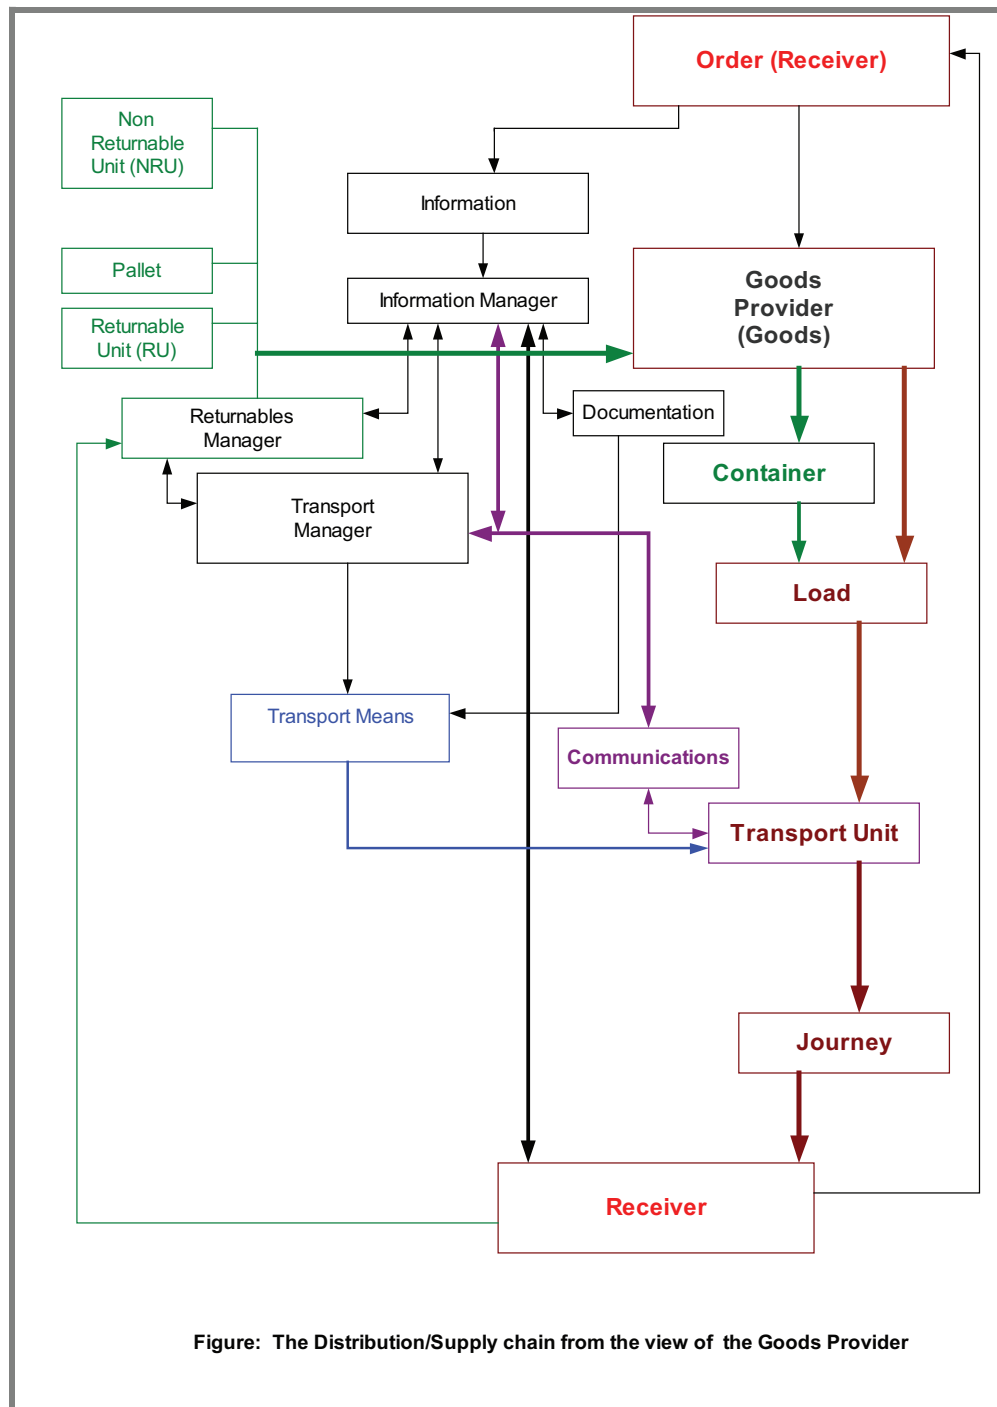 Order (Receiver)
Non
Returnable
Unit (NRU)
Information
Pallet
Goods
Provider
(Goods)
Information Manager
Returnable
Unit (RU)
Returnables
Manager
Documentation
Container
Transport
Manager
Load
Transport Means
Communications
Transport Unit
Journey
Receiver
Figure: The Distribution/Supply chain from the view of the Goods Provider